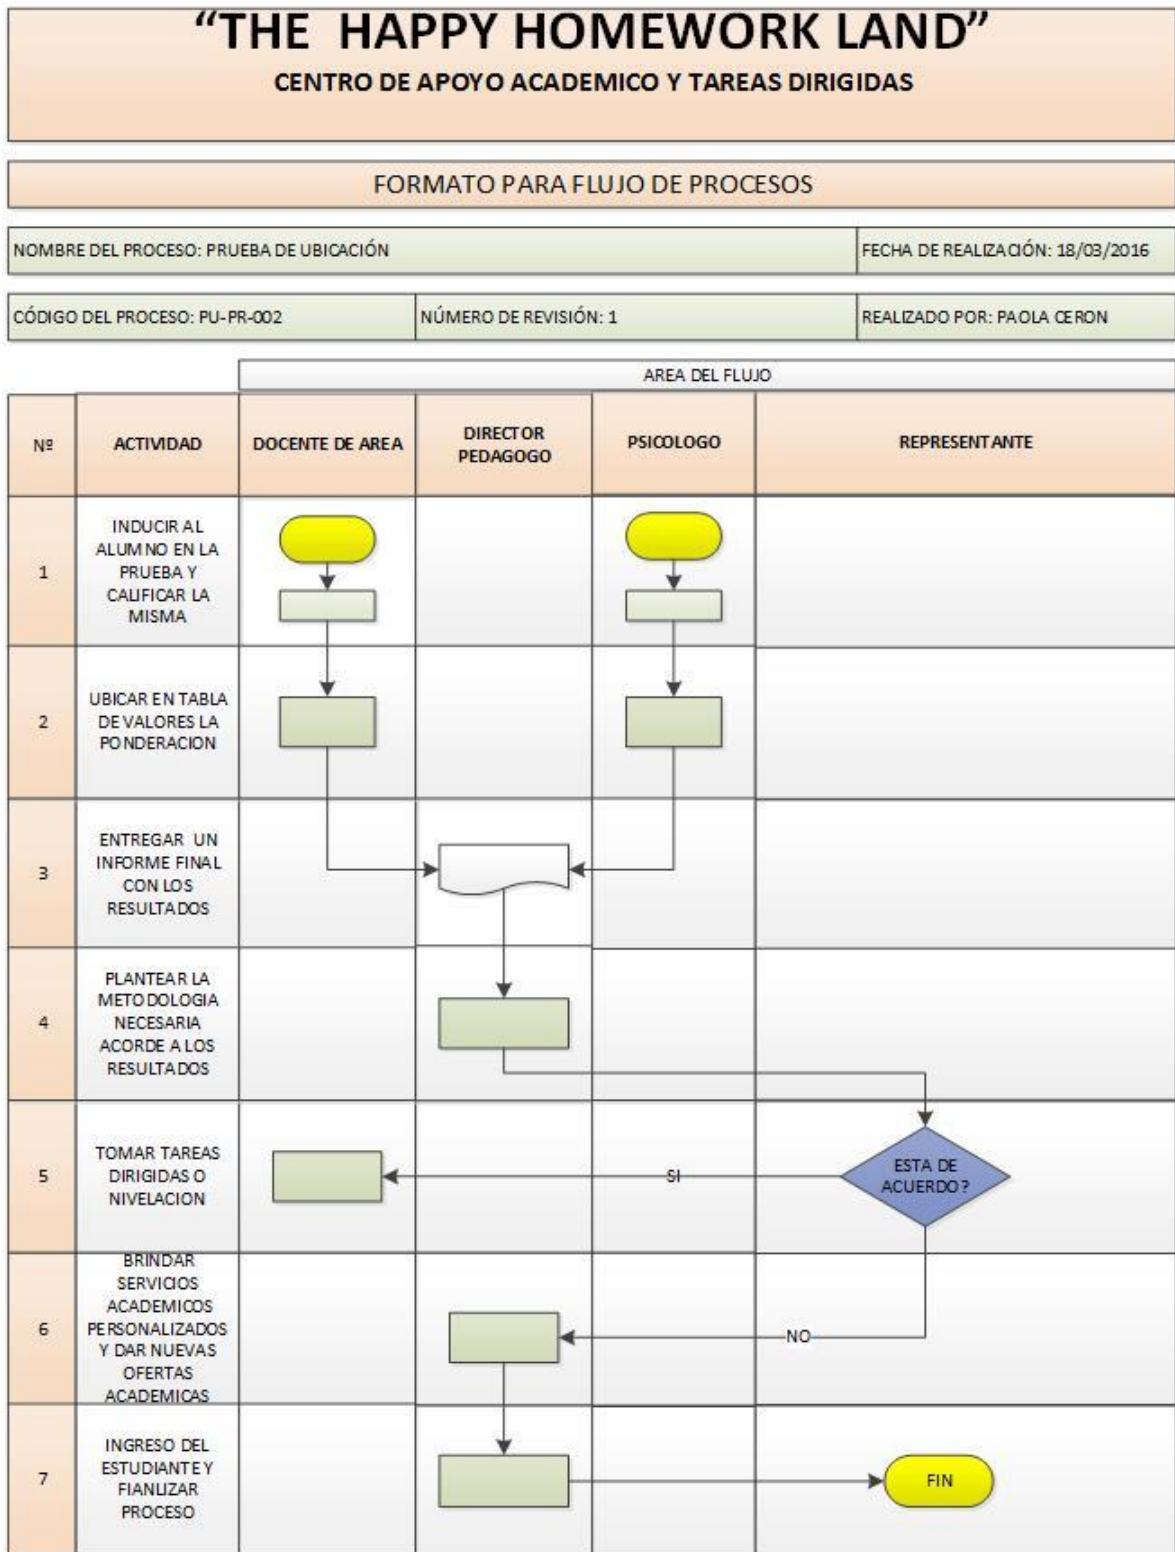 “THE HAPPY HOMEWORK LAND”
CENTRO DE APOYO ACADEMICO Y TAREAS DIRIGIDAS
FORMATO PARA FLUJO DE PROCESOS
NOMBRE DEL PROCESO: PRUEBA DE UBICACIÓN
FECHA DE REALIZACIÓN: 18/03/2016
CÓDIGO DEL PROCESO: PU-PR-002
NÚMERO DE REVISIÓN: 1
REALIZADO POR: PAOLA CERON
AREA DEL FLUJO
Nº
ACTIVIDAD
DOCENTE DE AREA
DIRECTOR
PEDAGOGO
PSICOLOGO
REPRESENTANTE
1
INDUCIR AL
ALUMNO EN LA
PRUEBA Y
CALIFICAR LA
MISMA
2
UBICAR EN TABLA
DE VALORES LA
PONDERACION
3
ENTREGAR UN
INFORME FINAL
CON LOS
RESULTADOS
4
PLANTEAR LA
METODOLOGIA
NECESARIA
ACORDE A LOS
RESULTADOS
5
TOMAR TAREAS
DIRIGIDAS O
NIVELACION
SI
ESTA DE
ACUERDO?
6
BRINDAR
SERVICIOS
ACADEMICOS
PERSONALIZADOS
Y DAR NUEVAS
OFERTAS
ACADEMICAS
NO
7
INGRESO DEL
ESTUDIANTE Y
FIANLIZAR
PROCESO
FIN